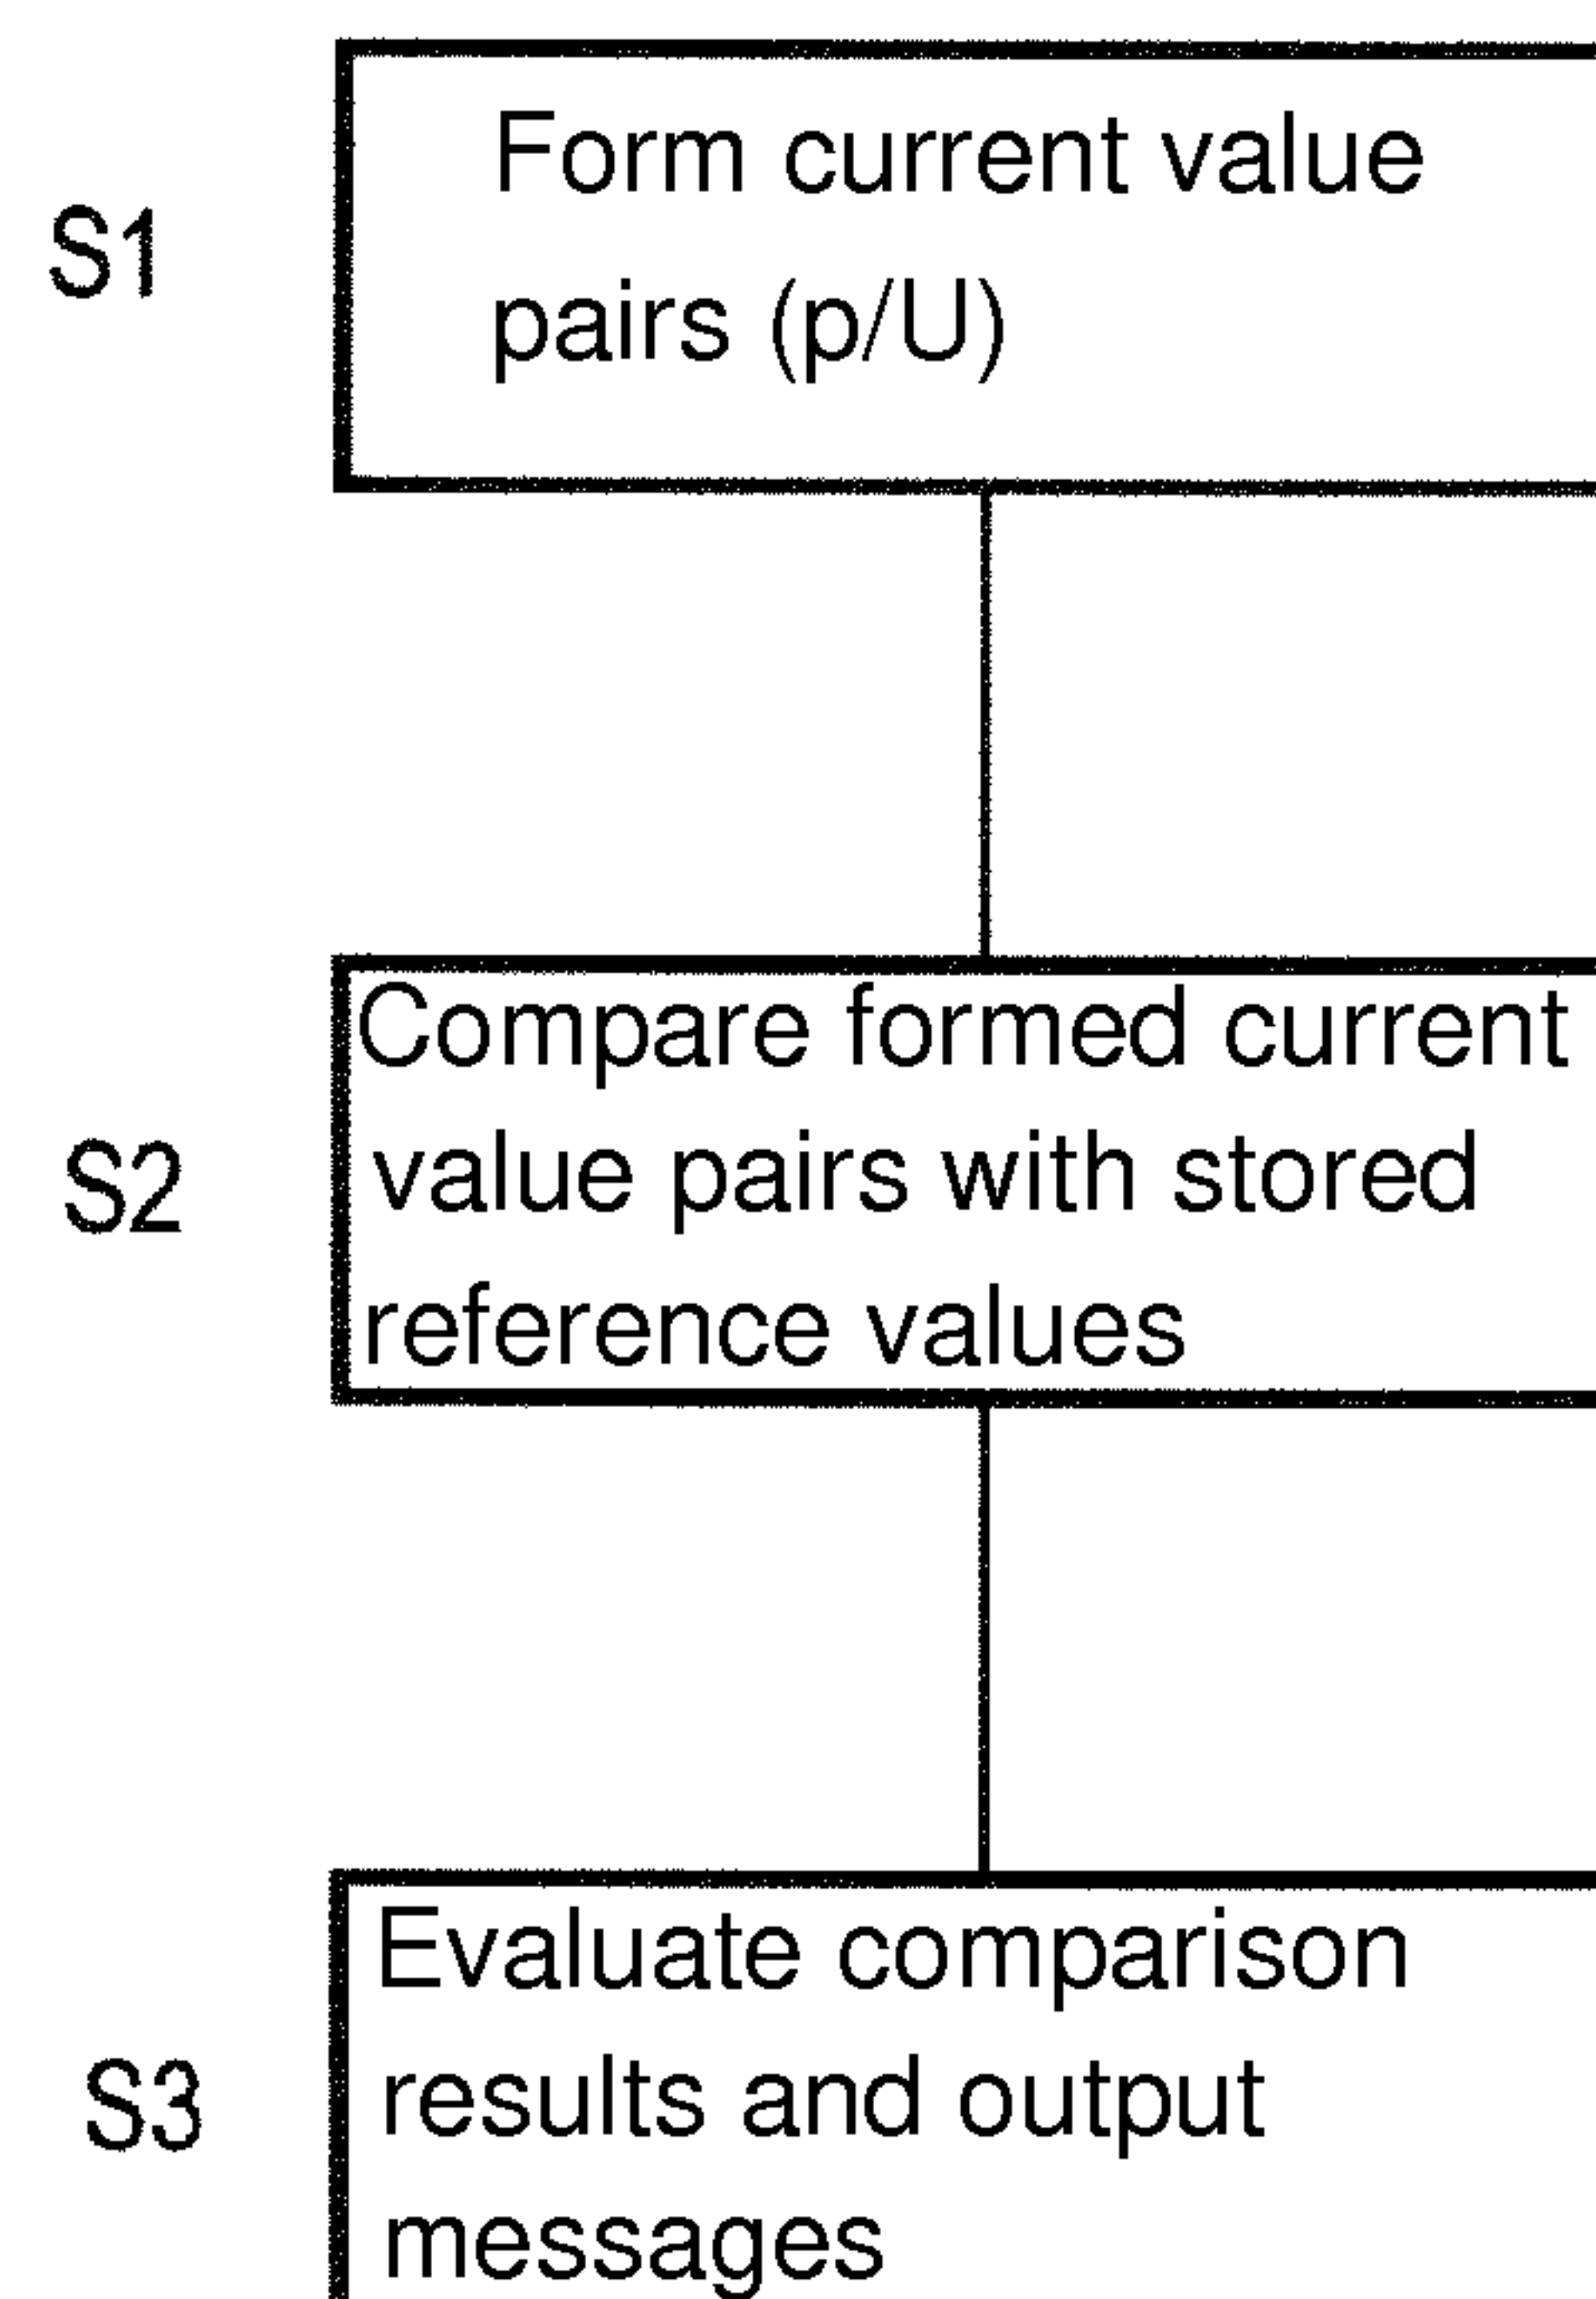 S1
Form current value
pairs (p/U)
S2
Compare formed current
value pairs with stored
reference values
S3
Evaluate comparison
results and output
messages